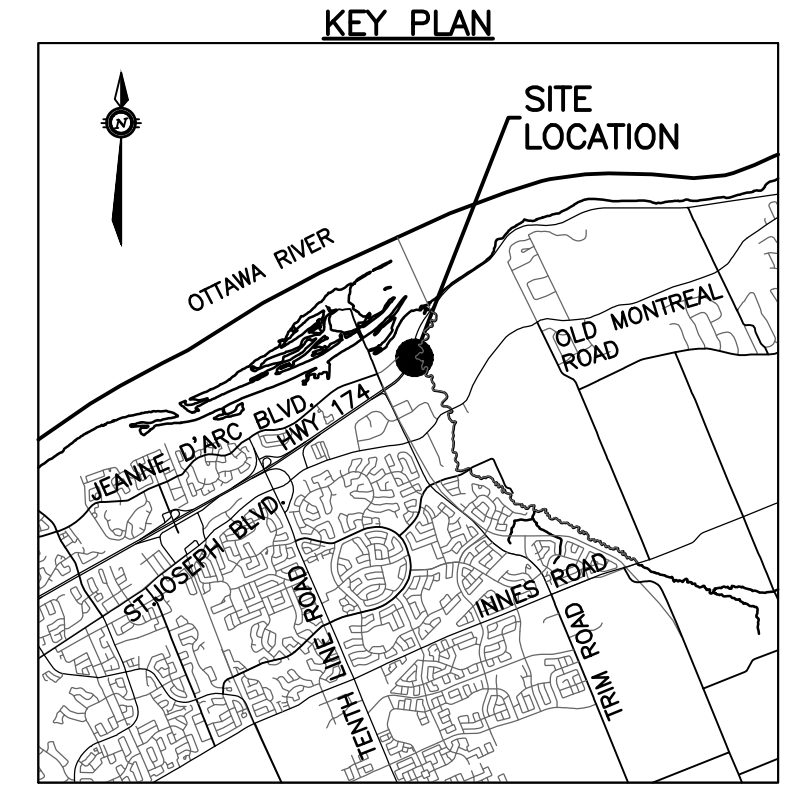 KEY PLAN
N
SITE
LOCATION
OTTAWA RIVER
OLD MONTREAL
ROAD
JEANNE D'ARC BLVD.
HWY 174
ST.JOSEPH BLVD.
INNES ROAD
TENTH LINE ROAD
TRIM ROAD